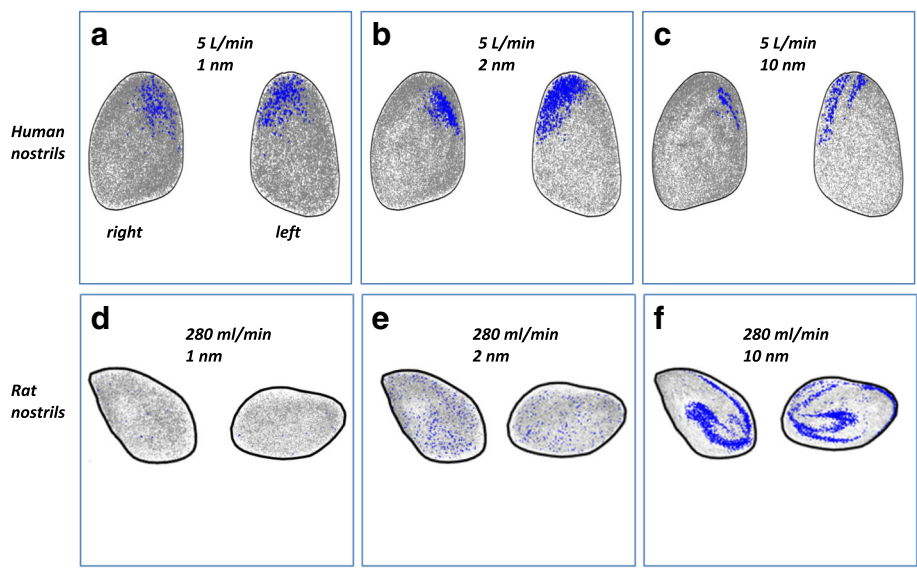 a
5 L/min
1 nm
b
5 L/min
2 nm
c
5 L/min
10 nm
Human
nostrils
right
left
d
280 ml/min
1 nm
e
280 ml/min
2 nm
f
280 ml/min
10 nm
Rat
nostrils